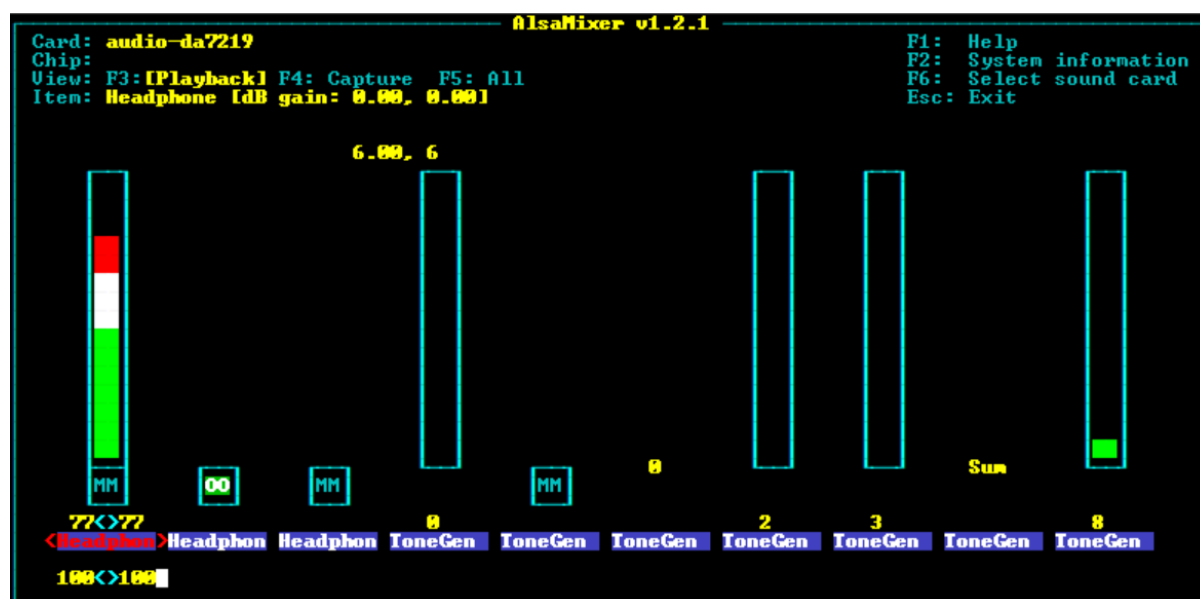 AlsaMixer v1.2.1
Card: audio-da7219 F1: Help
Chip: F2: System information
View: F3:[Playback] F4: Capture F5: All F6: Select sound card
Item: Headphone [dB gain: 0.00, 0.00] Esc: Exit
6.00, 6
0 Sum
MM OO MM MM
77<>77 0 2 3 8
<Headphon>Headphon Headphon ToneGen ToneGen ToneGen ToneGen ToneGen ToneGen ToneGen
100<>100